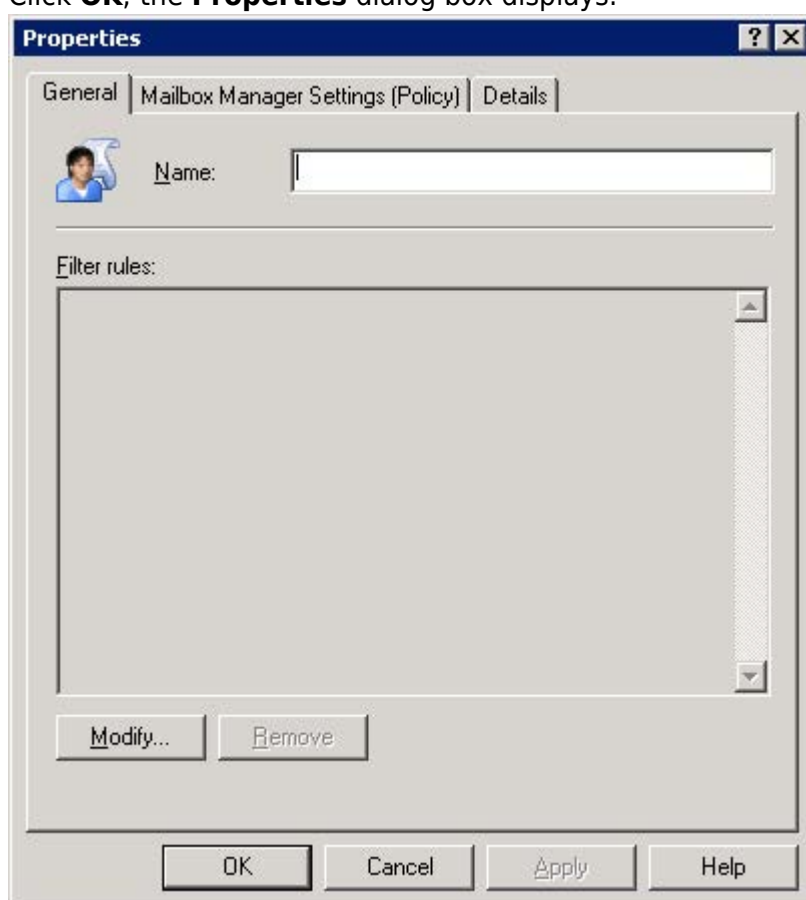 Click OK, the Properties dialog box displays.
Properties
General Mailbox Manager Settings (Policy) Details
Name:
Filter rules:
Modify... Remove
OK Cancel Apply Help